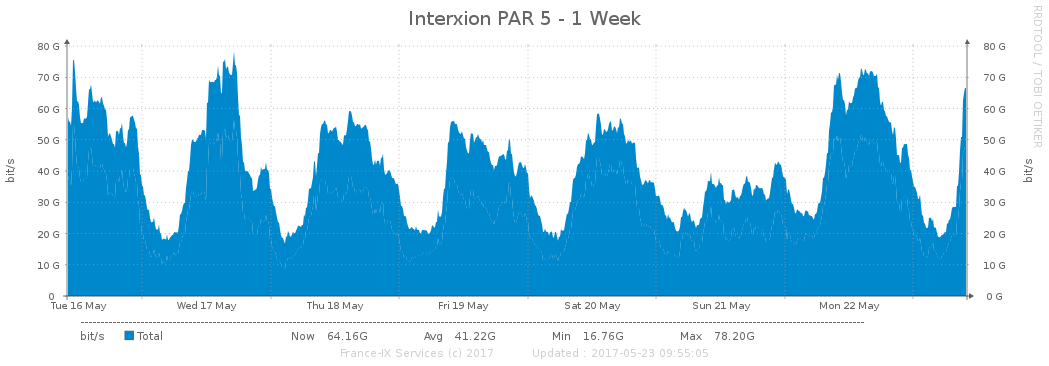 Interxion PAR 5 - 1 Week
RRDTOOL / TOBI OETIKER
bit/s
bit/s
80 G
80 G
70 G
70 G
60 G
60 G
50 G
50 G
40 G
40 G
30 G
30 G
20 G
20 G
10 G
10 G
0
0 G
Tue 16 May Wed 17 May Thu 18 May Fri 19 May Sat 20 May Sun 21 May Mon 22 May
bit/s Total Now 64.16G Avg 41.22G Min 16.76G Max 78.20G
France-IX Services (c) 2017 Updated : 2017-05-23 09:55:05